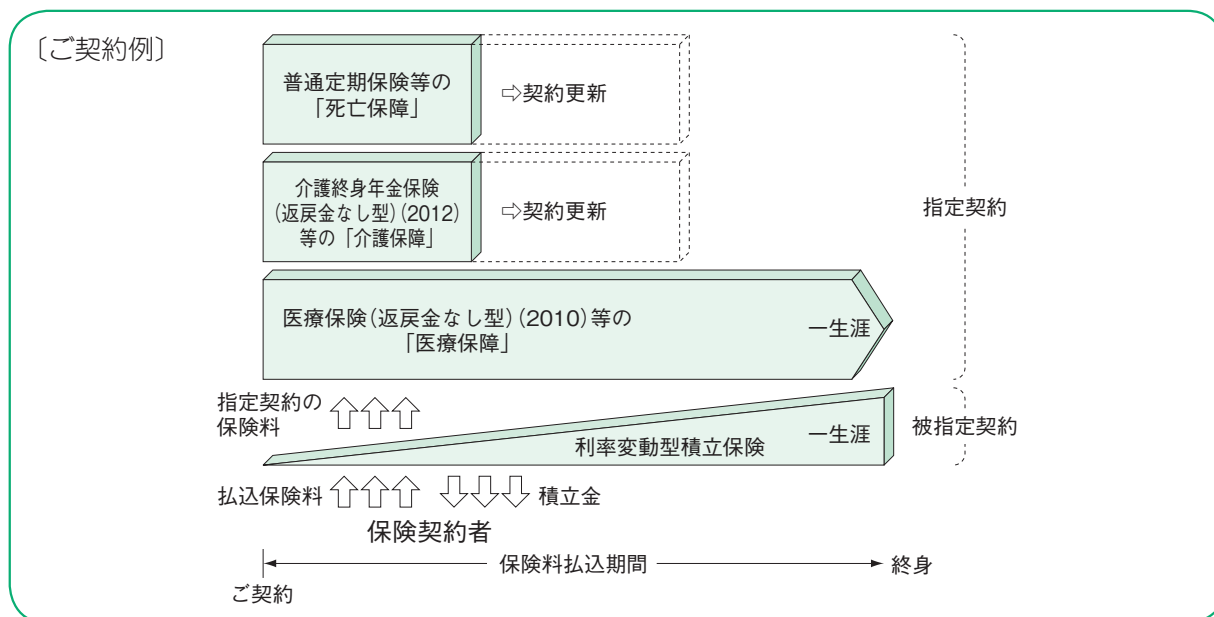 〔ご契約例〕
普通定期保険等の
「死亡保障」
⇨契約更新
介護終身年金保険
(返戻金なし型)(2012)
等の「介護保障」
⇨契約更新
指定契約
医療保険(返戻金なし型)(2010)等の
「医療保障」
一生涯
指定契約の
保険料
利率変動型積立保険
一生涯
被指定契約
払込保険料
積立金
保険契約者
保険料払込期間
終身
ご契約